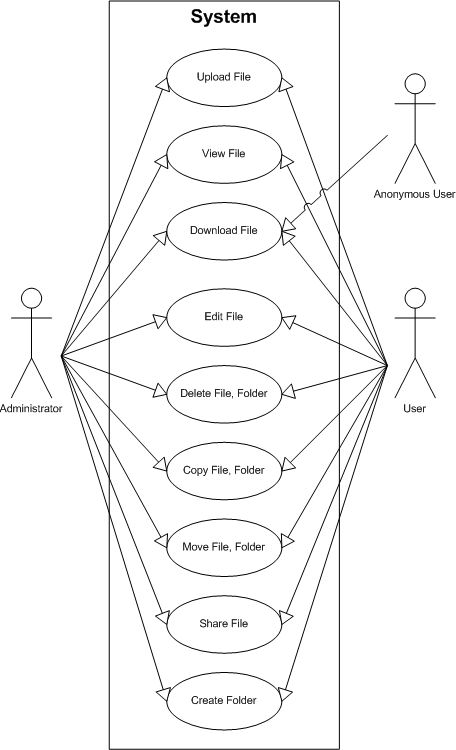 System
Upload File
View File
Anonymous User
Download File
Edit File
Administrator
User
Delete File, Folder
Copy File, Folder
Move File, Folder
Share File
Create Folder